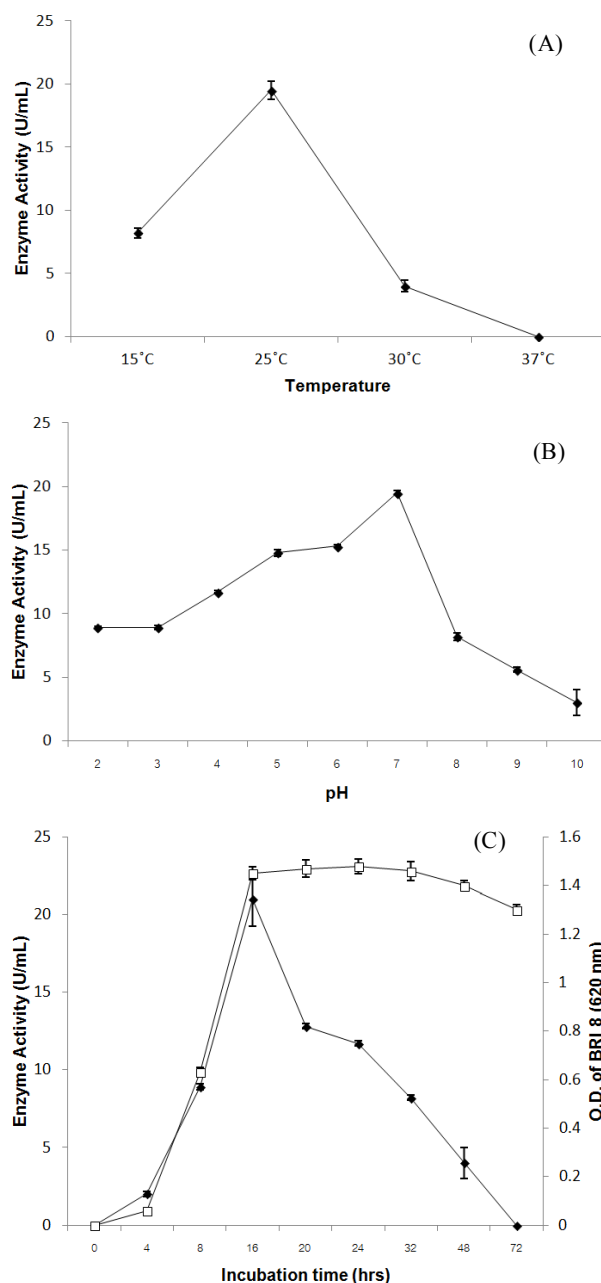 (A)
Enzyme Activity (U/mL)
25
20
15
10
5
0
15˚C 25˚C 30˚C 37˚C
Temperature
(B)
Enzyme Activity (U/mL)
25
20
15
10
5
0
2 3 4 5 6 7 8 9 10
pH
(C)
Enzyme Activity (U/mL)
25
20
15
10
5
0
1.6
1.4
1.2
1
0.8
0.6
0.4
0.2
0
O.D. of BRL8 (620 nm)
0 4 8 16 20 24 32 48 72
Incubation time (hrs)